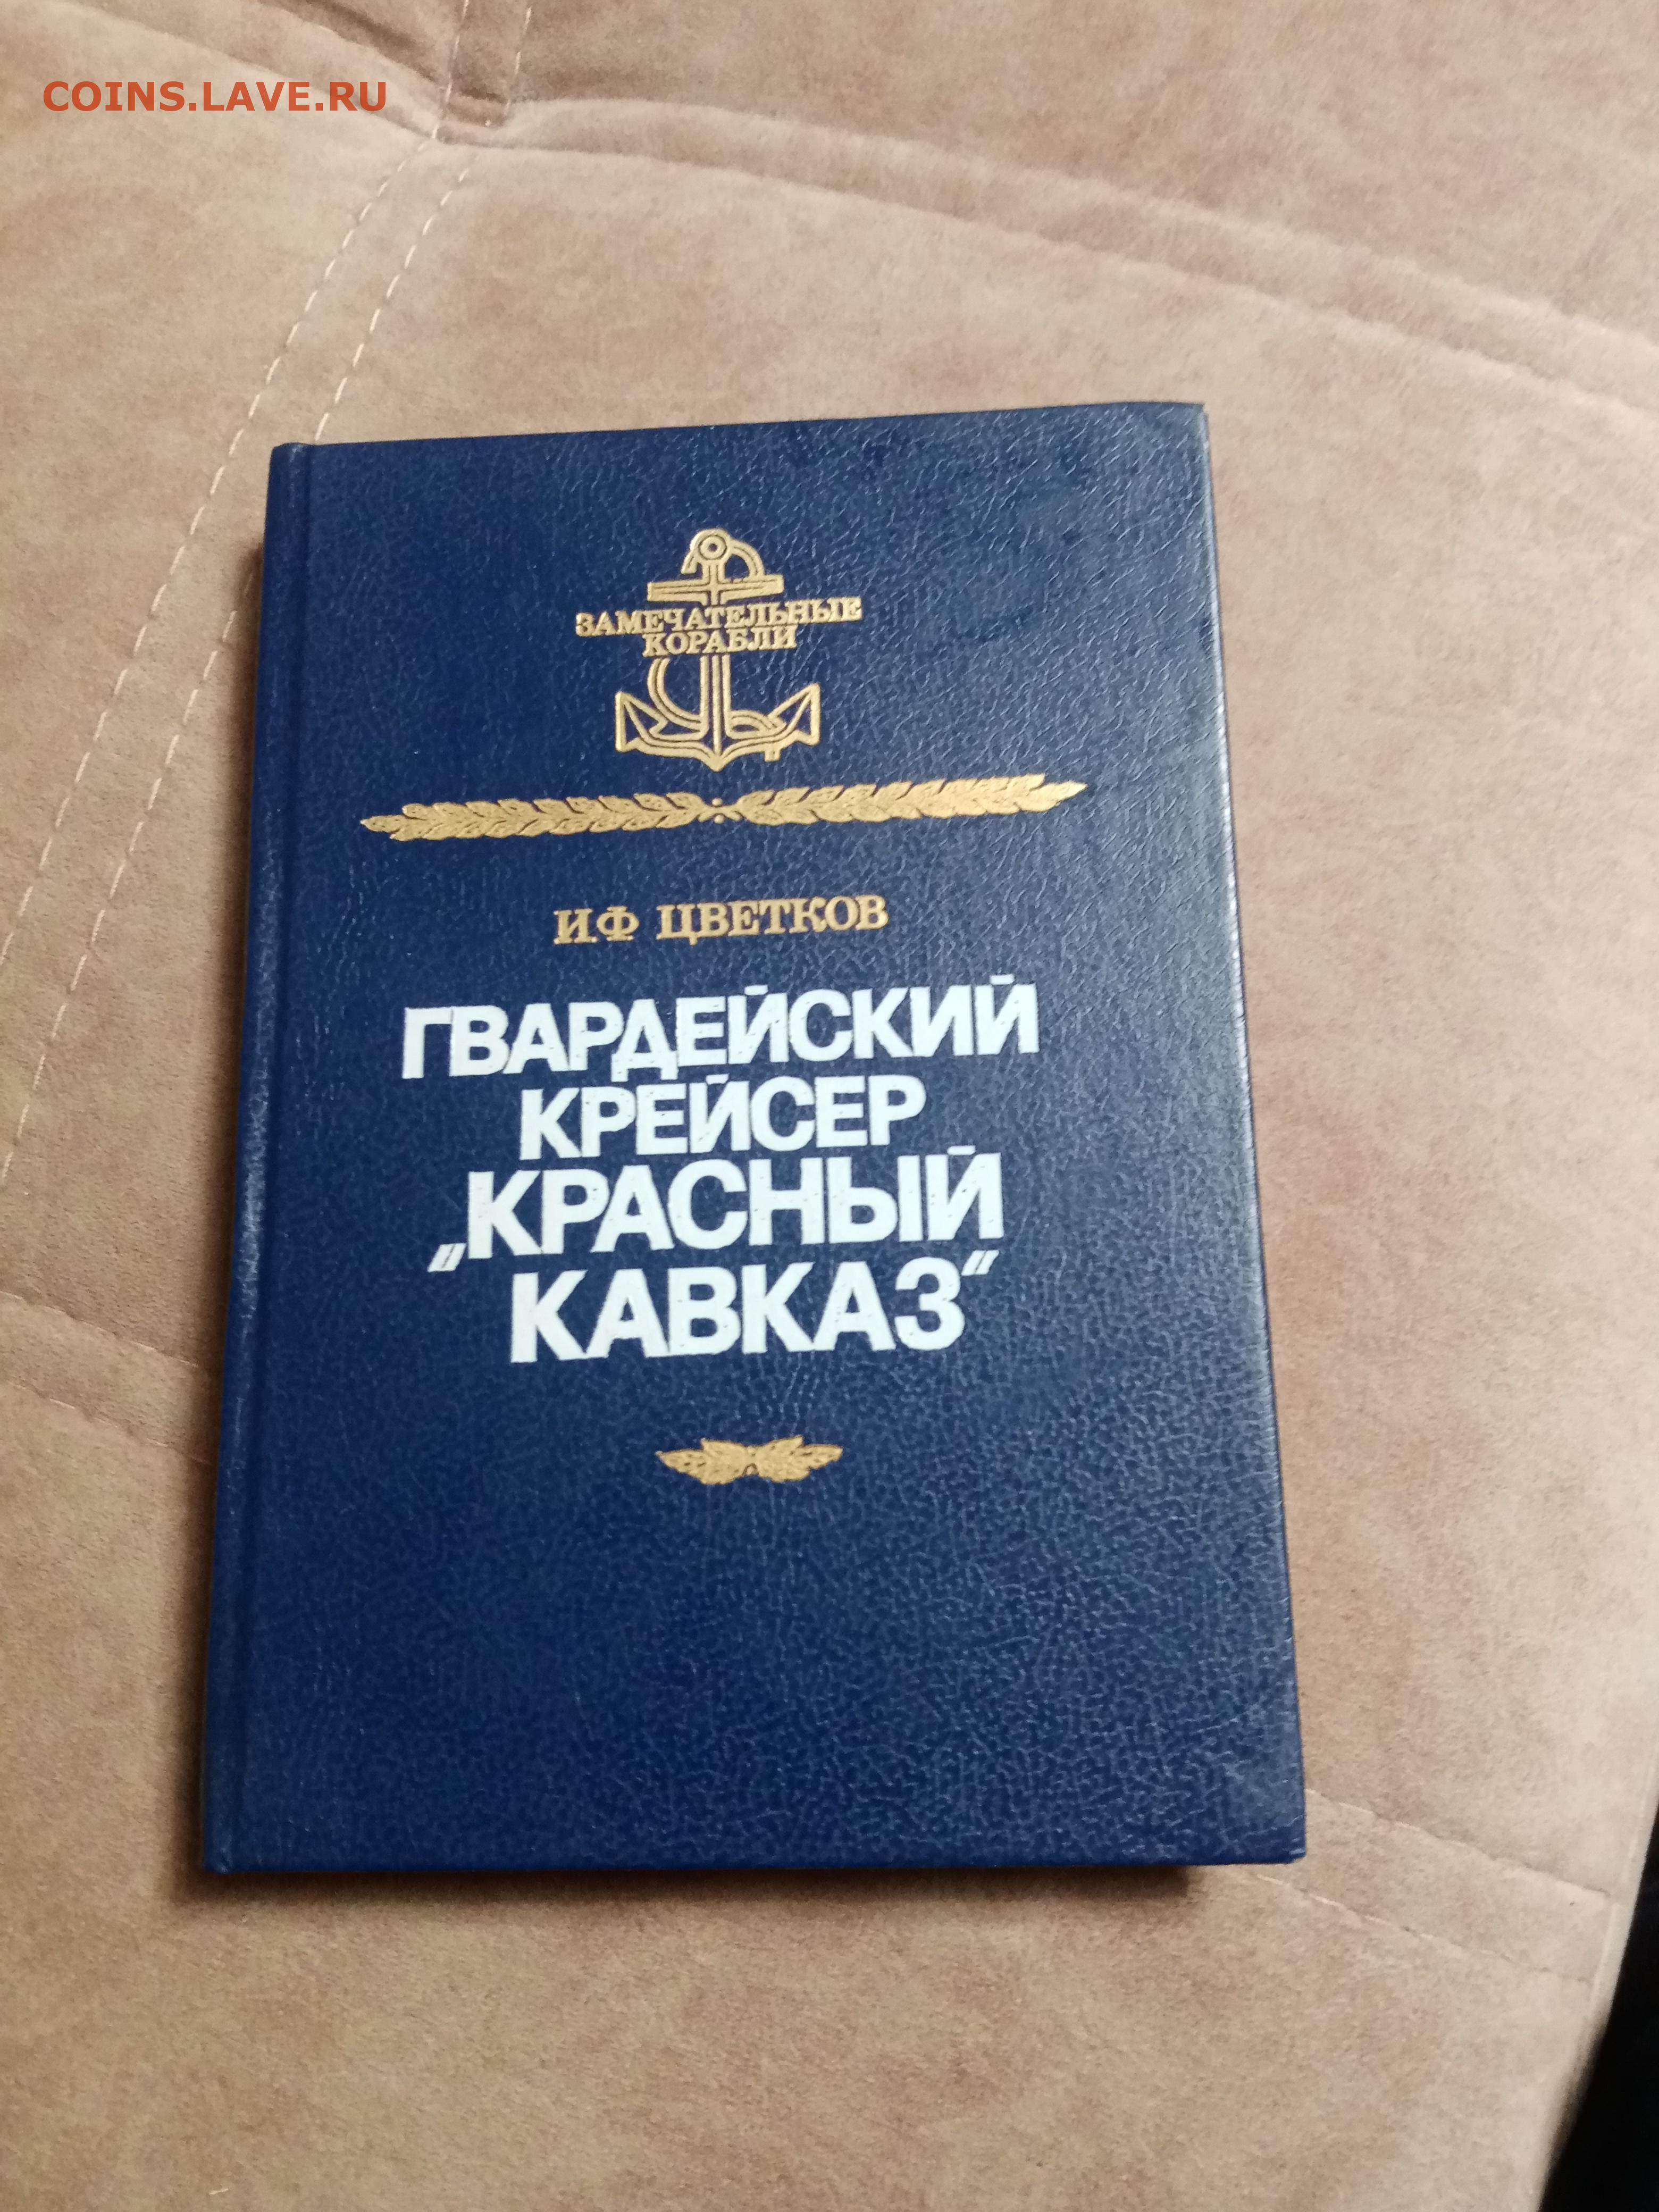 COINS.LAVE.RU
ЗАМЕЧАТЕЛЬНЫЕ
КОРАБЛИ
И.Ф ЦВЕТКОВ
ГВАРДЕЙСКИЙ
КРЕЙСЕР
„КРАСНЫЙ
КАВКАЗ“